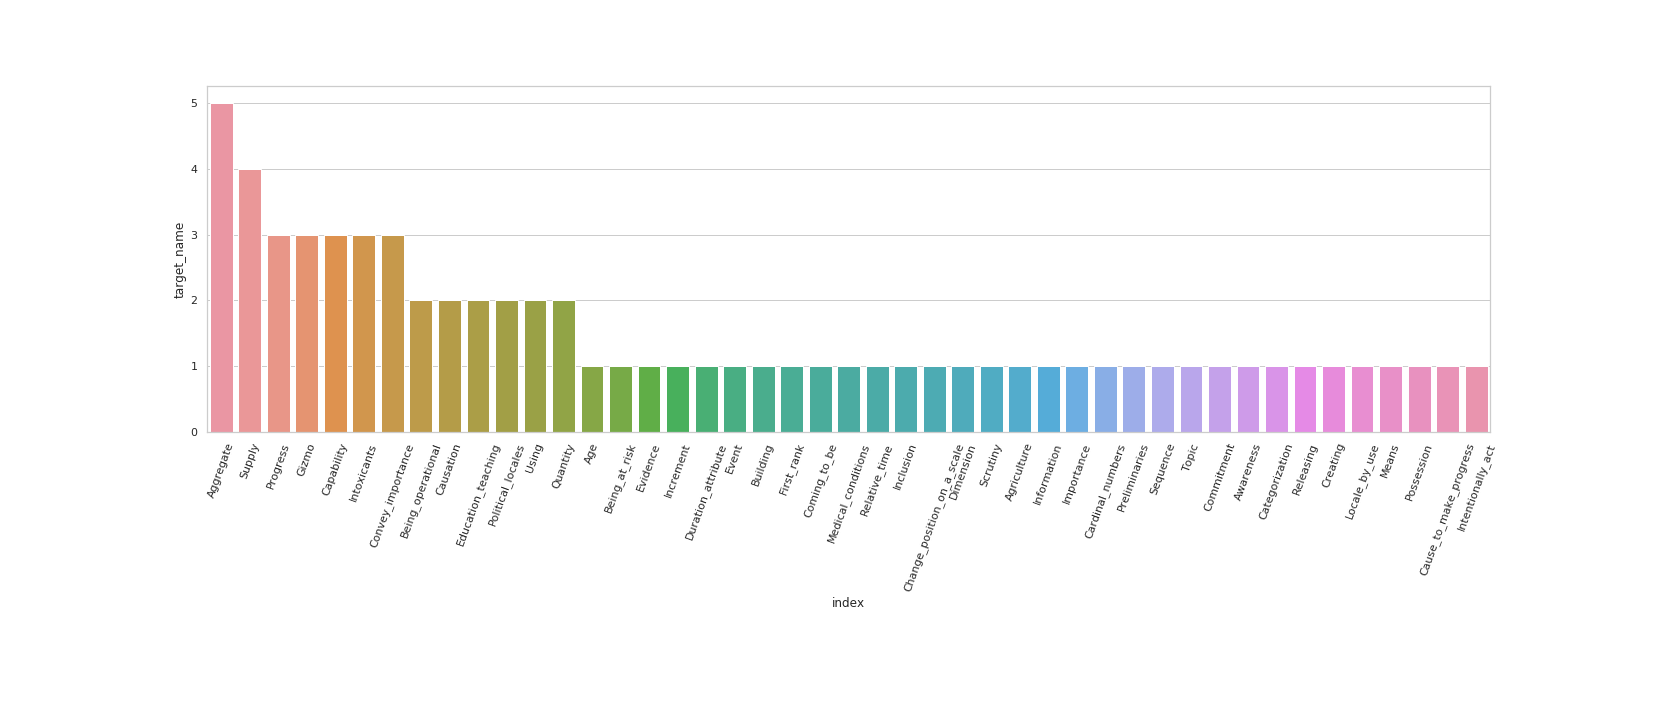 target_name
5
4
3
2
1
0
Aggregate
Supply
Progress
Gizmo
Capability
Intoxicants
Convey_importance
Being_operational
Causation
Education_teaching
Political_locales
Using
Quantity
Age
Being_at_risk
Evidence
Increment
Duration_attribute
Event
Building
First_rank
Coming_to_be
Medical_conditions
Relative_time
Inclusion
Change_position_on_a_scale
Dimension
Scrutiny
Agriculture
Information
Importance
Cardinal_numbers
Preliminaries
Sequence
Topic
Commitment
Awareness
Categorization
Releasing
Creating
Locale_by_use
Means
Possession
Cause_to_make_progress
Intentionally_act
index